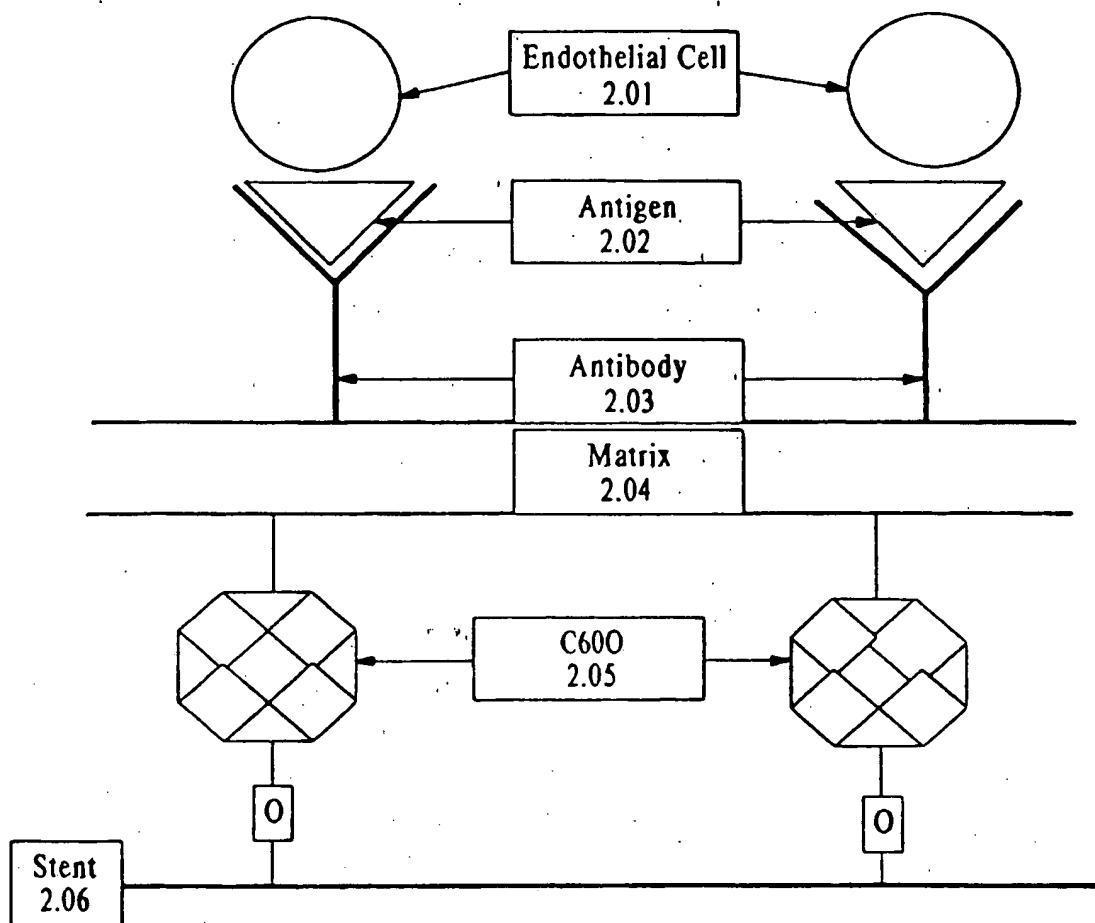 Endothelial Cell
2.01
Antigen
2.02
Antibody
2.03
Matrix
2.04
C60O
2.05
O
O
Stent
2.06